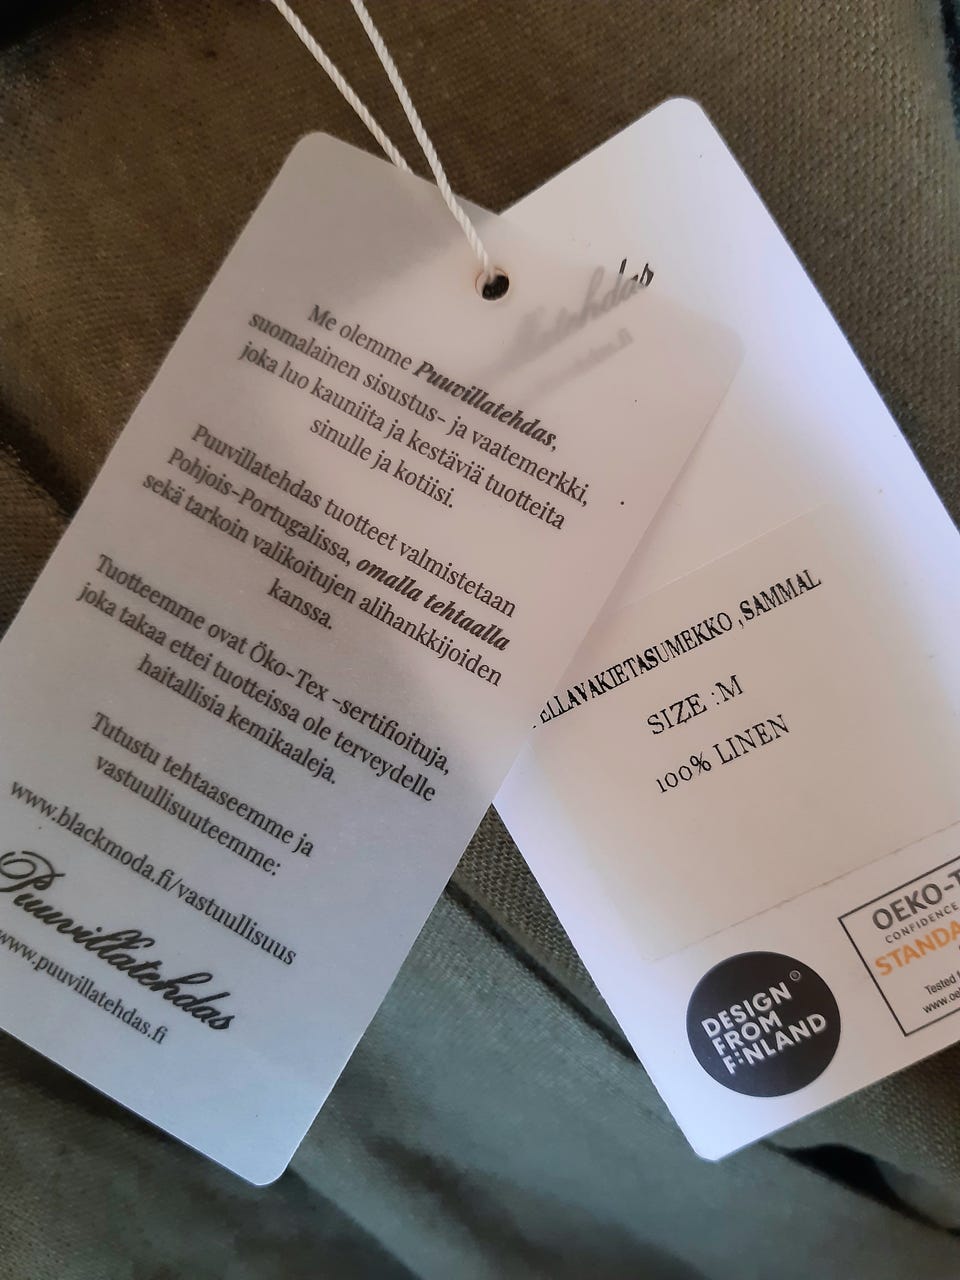 Me olemme Puuvillatehdas,
suomalainen sisustus- ja vaatemerkki,
joka luo kauniita ja kestäviä tuotteita
sinulle ja kotiisi.
Puuvillatehdas tuotteet valmistetaan
Pohjois-Portugalissa, omalla tehtaalla
sekä tarkoin valikoitujen alihankkijoiden
kanssa.
Tuotteemme ovat Öko-Tex -sertifioituja,
joka takaa ettei tuotteissa ole terveydelle
haitallisia kemikaaleja.
Tutustu tehtaaseemme ja
vastuullisuuteemme:
www.blackmoda.fi/vastuullisuus
Puuvillatehdas
www.puuvillatehdas.fi
ELLAVAKIETASUMEKKO , SAMMAL
SIZE : M
100% LINEN
DESIGN
FROM
FINLAND
OEKO-T
CONFIDENCE
STANDA
Tested
www.oe